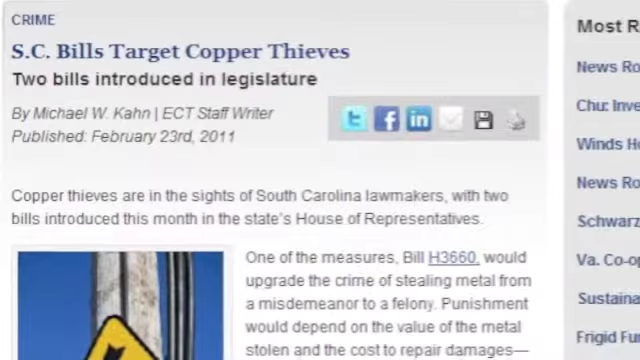 CRIME
S.C. Bills Target Copper Thieves
Two bills introduced in legislature
By Michael W. Kahn | ECT Staff Writer
Published: February 23rd, 2011
Copper thieves are in the sights of South Carolina lawmakers, with two
bills introduced this month in the state's House of Representatives.
One of the measures, Bill H3660, would
upgrade the crime of stealing metal from
a misdemeanor to a felony. Punishment
would depend on the value of the metal
stolen and the cost to repair damages—
Most R
News Ro
Chu: Inve
Winds Ho
News Ro
Schwarz
Va. Co-op
Sustaina
Frigid Fu